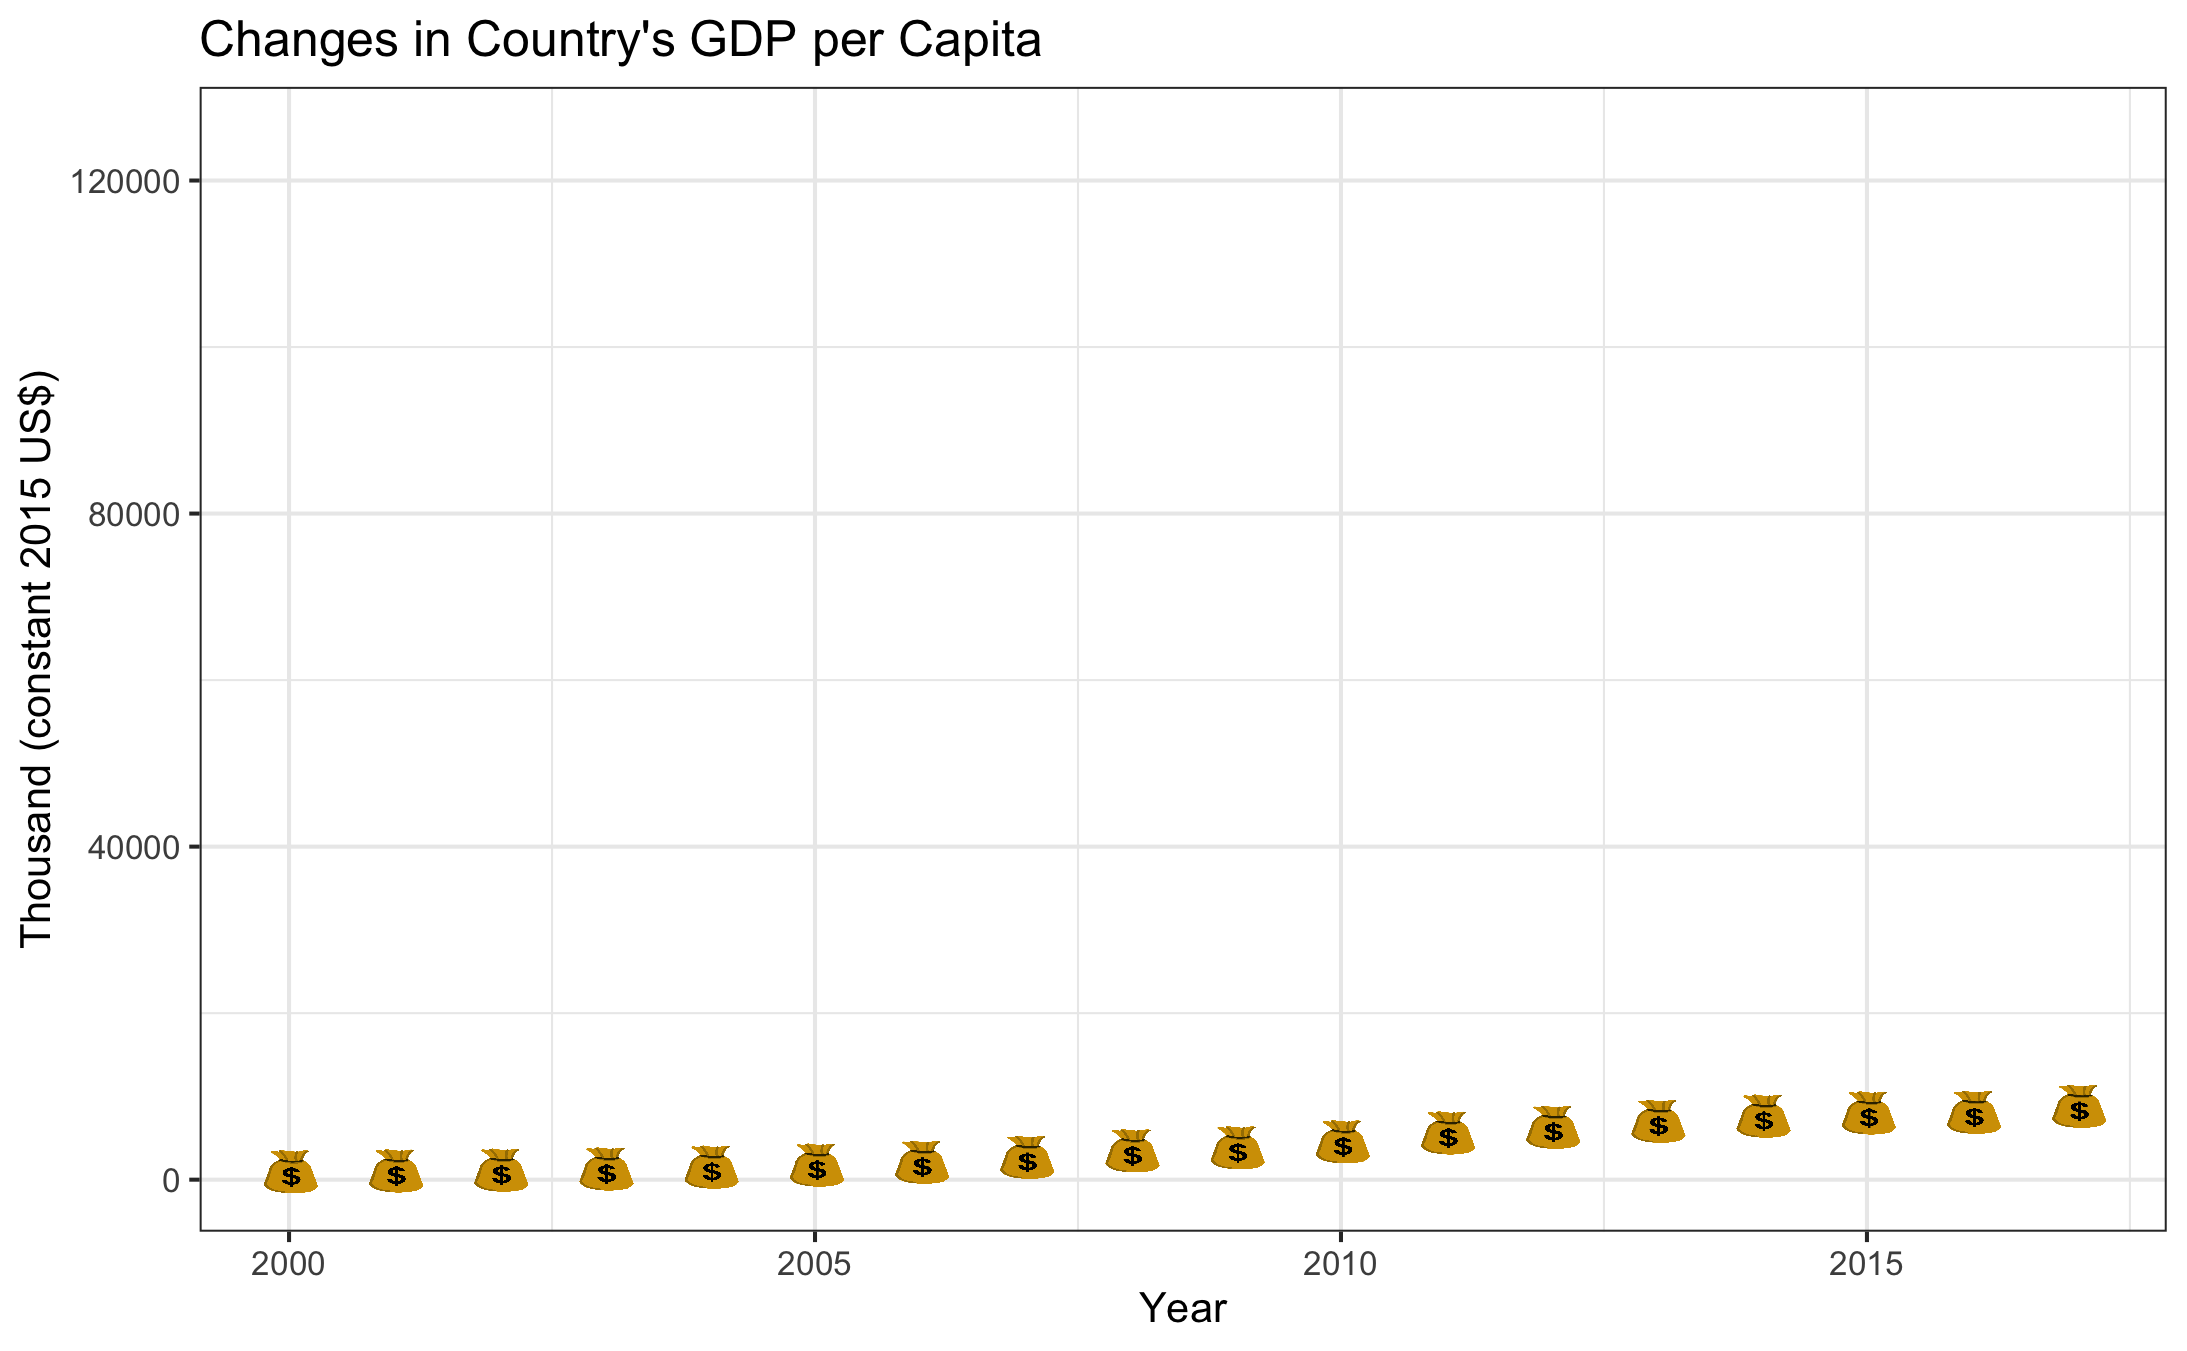 Changes in Country's GDP per Capita
120000
80000
40000
0
Thousand (constant 2015 US$)
$ $ $ $ $ $ $ $ $ $ $ $ $ $ $ $ $ $
2000 2005 2010 2015
Year